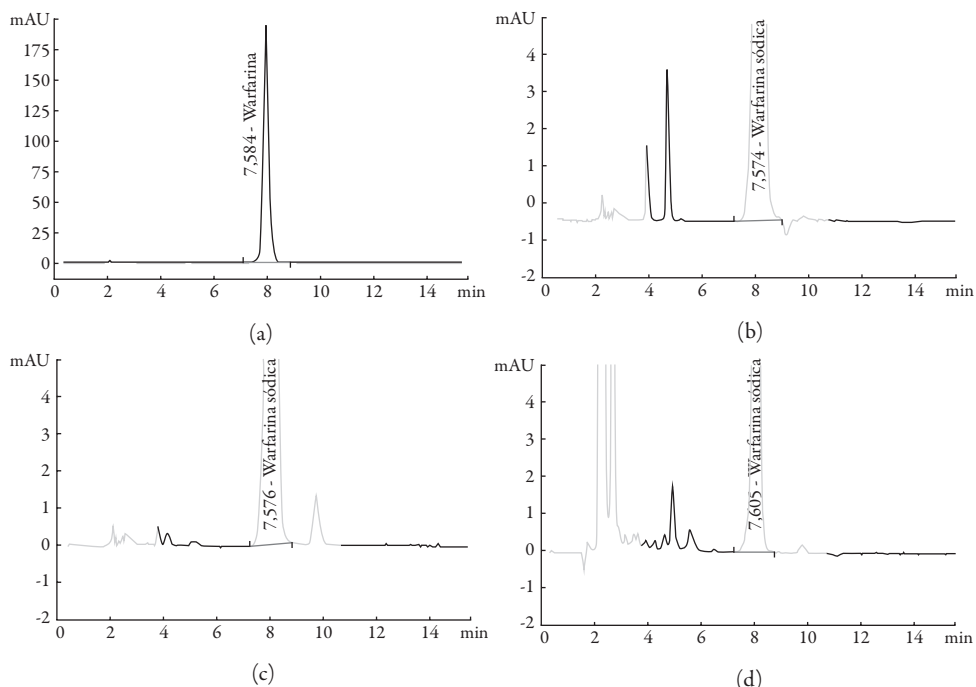 mAU
175
150
125
100
75
50
25
0
7,584 - Warfarina
0 2 4 6 8 10 12 14 min
(a)
mAU
4
3
2
1
0
-1
-2
7,574 - Warfarina sódica
0 2 4 6 8 10 12 14 min
(b)
mAU
4
3
2
1
0
-1
-2
7,576 - Warfarina sódica
0 2 4 6 8 10 12 14 min
(c)
mAU
4
3
2
1
0
-1
-2
7,605 - Warfarina sódica
0 2 4 6 8 10 12 14 min
(d)